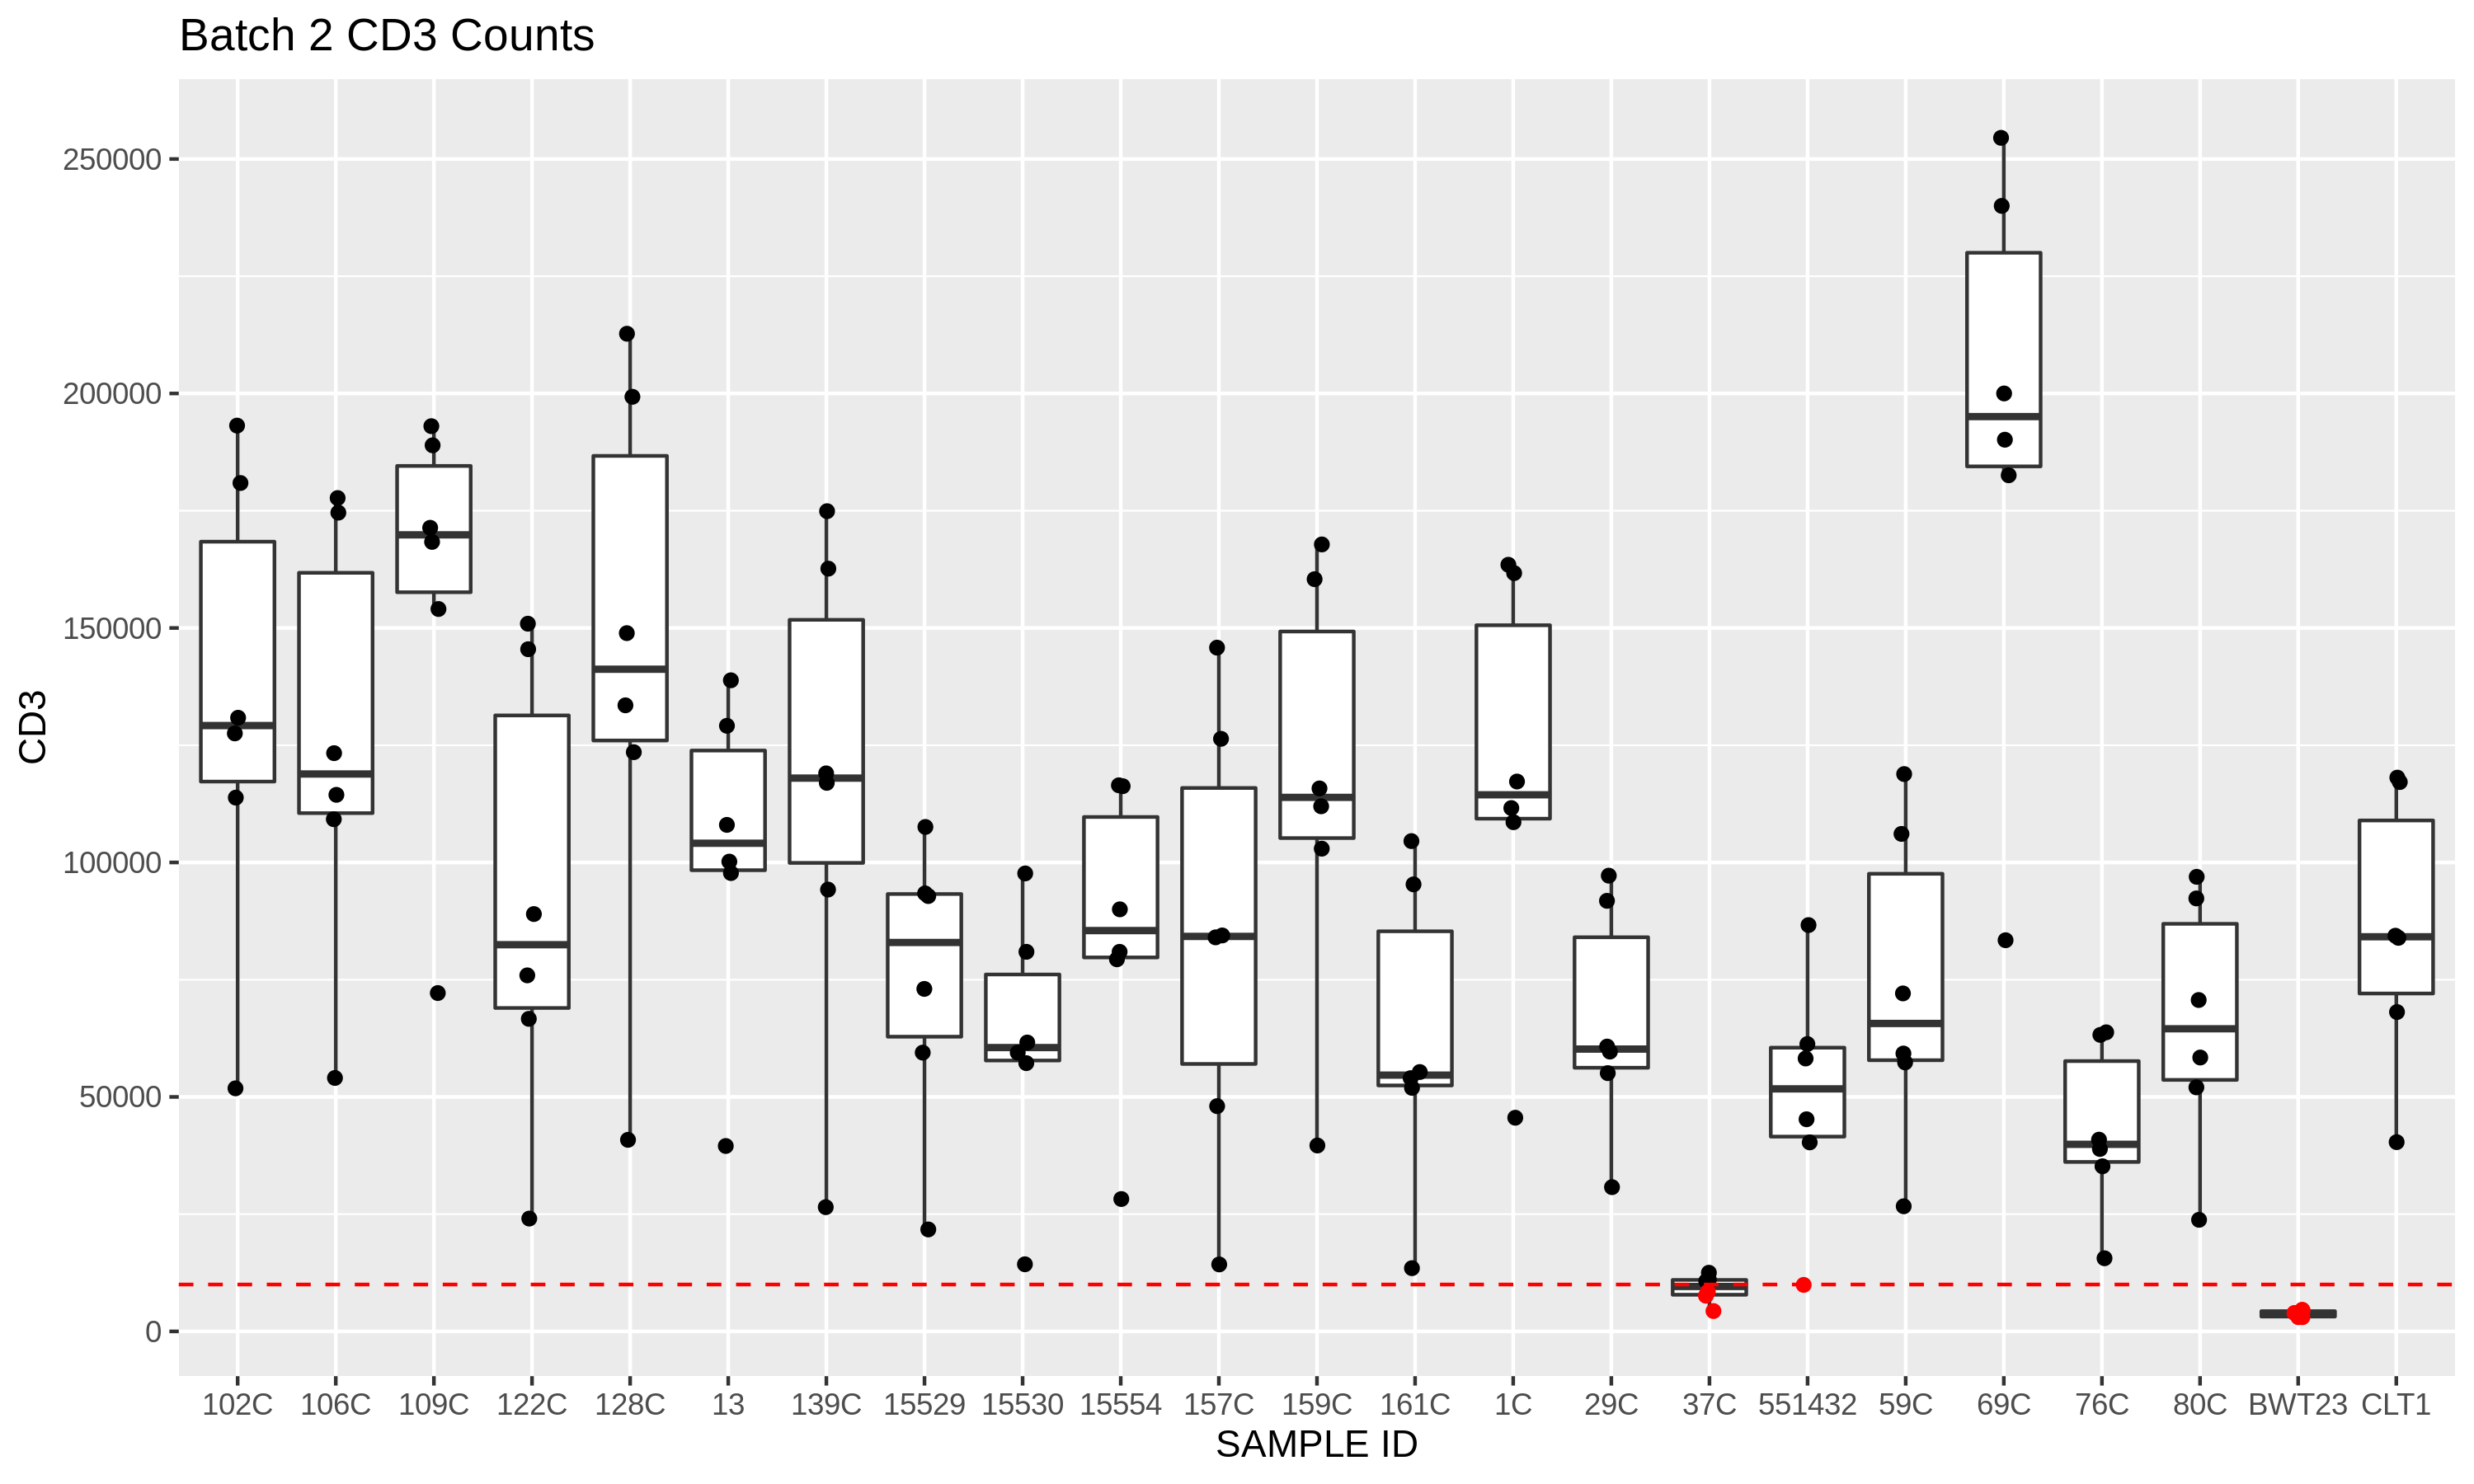 Batch 2 CD3 Counts
250000
200000
150000
100000
50000
0
CD3
102C 106C 109C 122C 128C 13 139C 15529 15530 15554 157C 159C 161C 1C 29C 37C 551432 59C 69C 76C 80C BWT23 CLT1
SAMPLE ID